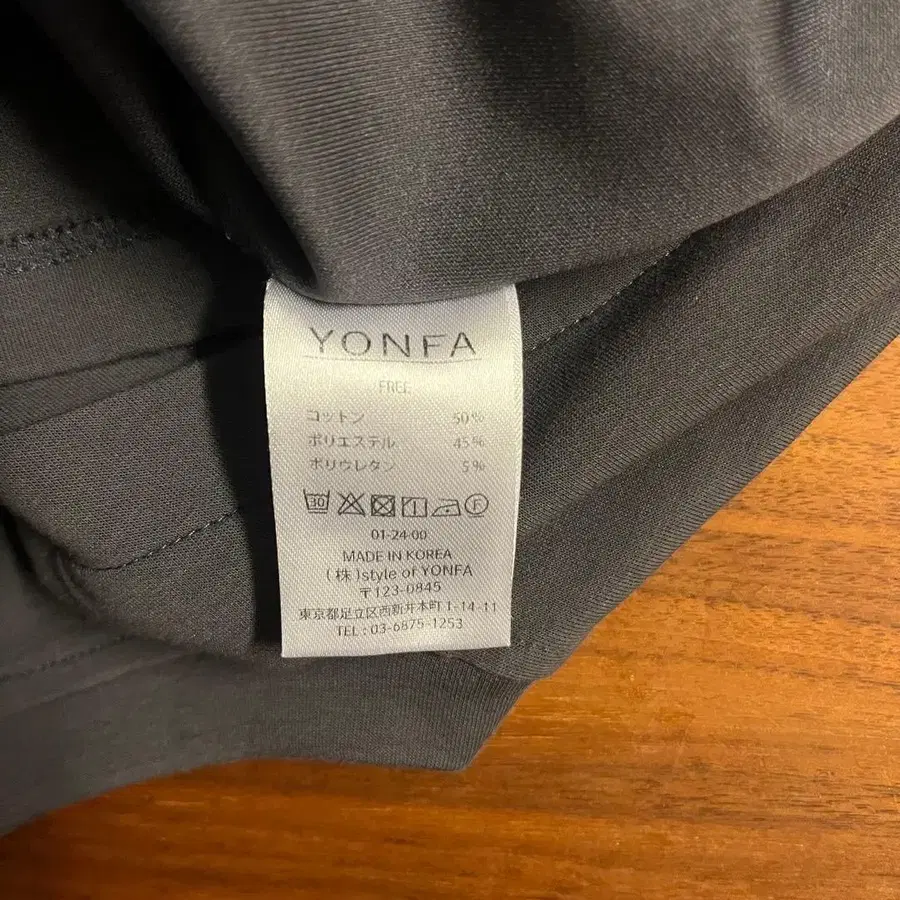 YONFA
FREE
コットン 50%
ポリエステル 45%
ポリウレタン 5%
30 F
01-24-00
MADE IN KOREA
(株)style of YONFA
〒123-0845
東京都足立区西新井本町1-14-11
TEL : 03-6875-1253